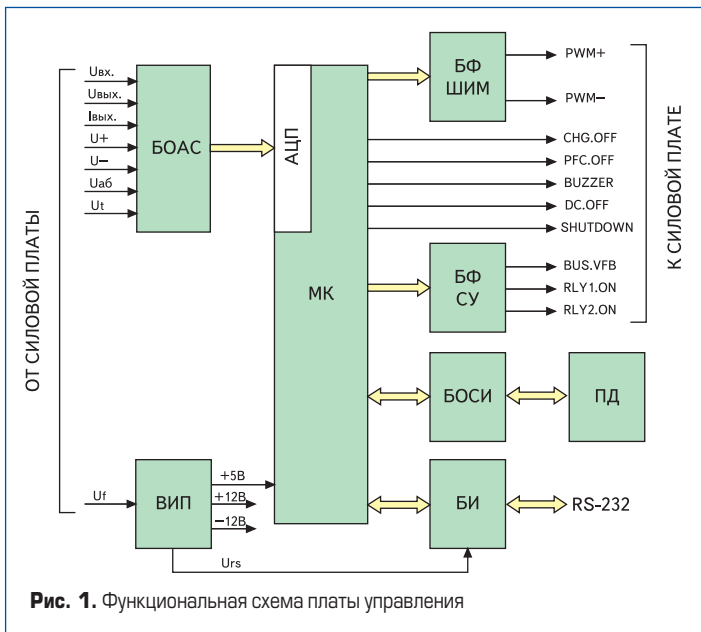 ОТ СИЛОВОЙ ПЛАТЫ
Uвх.
Uвых.
Iвых.
U+
U−
Uаб
Ut
БОАС
АЦП
МК
БФ
ШИМ
PWM+
PWM−
CHG.OFF
PFC.OFF
BUZZER
DC.OFF
SHUTDOWN
БФ
СУ
BUS.VFB
RLY1.ON
RLY2.ON
К СИЛОВОЙ ПЛАТЕ
БОСИ
ПД
Uf
ВИП
+5В
+12В
−12В
Urs
БИ
RS-232
Рис. 1. Функциональная схема платы управления